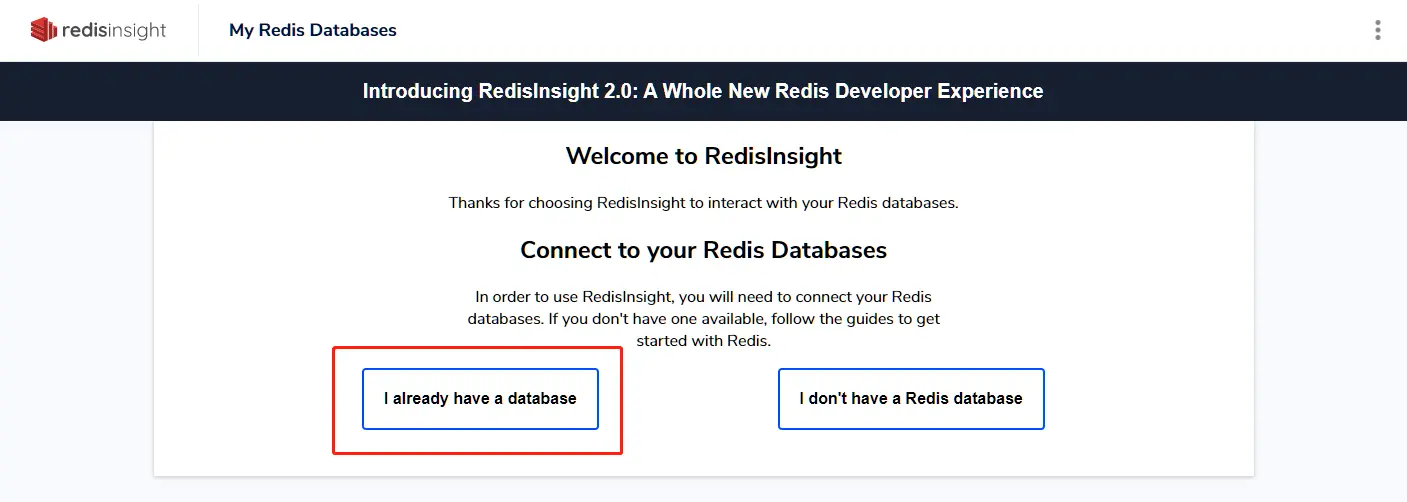 redisinsight
My Redis Databases
Introducing RedisInsight 2.0: A Whole New Redis Developer Experience
Welcome to RedisInsight
Thanks for choosing RedisInsight to interact with your Redis databases.
Connect to your Redis Databases
In order to use RedisInsight, you will need to connect your Redis
databases. If you don't have one available, follow the guides to get
started with Redis.
I already have a database
I don't have a Redis database